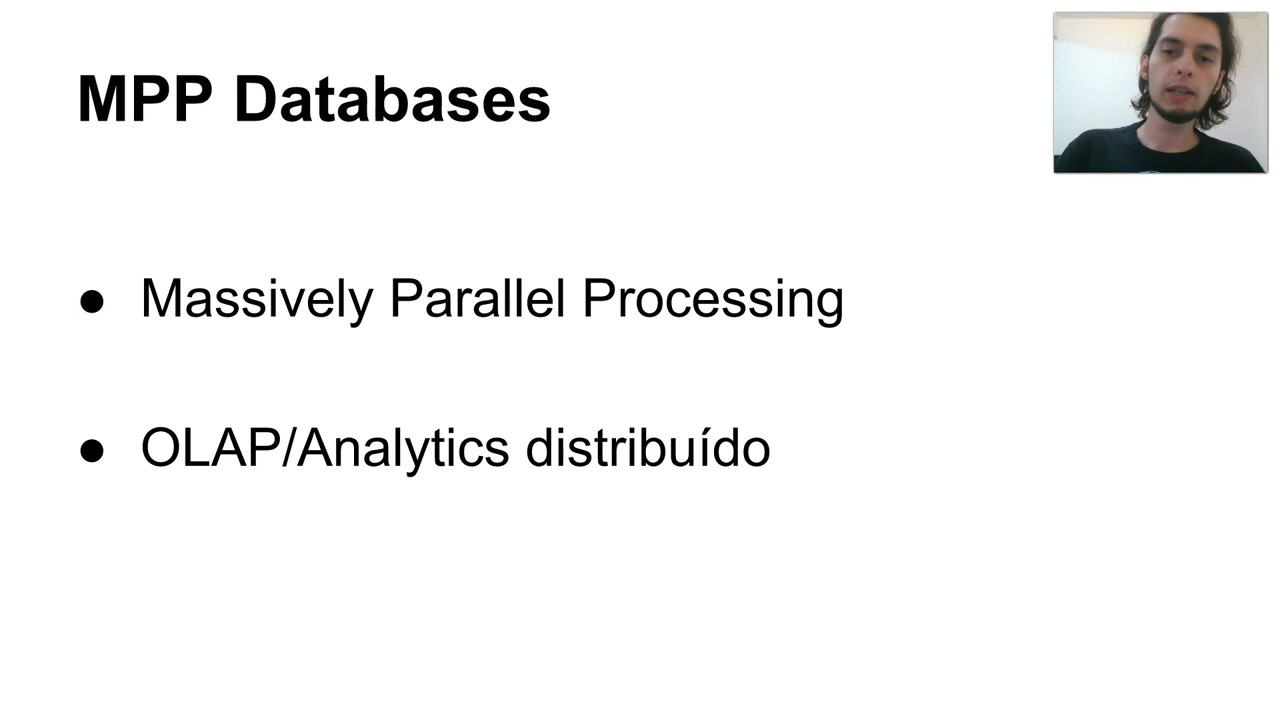 MPP Databases
● Massively Parallel Processing
● OLAP/Analytics distribuído